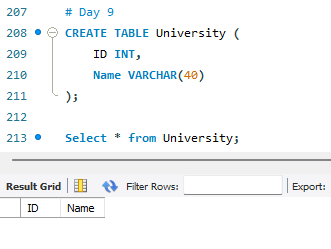 207 # Day 9
208 CREATE TABLE University (
209 ID INT,
210 Name VARCHAR(40)
211 );
212
213 Select * from University;
Result Grid Filter Rows: Export:
ID Name